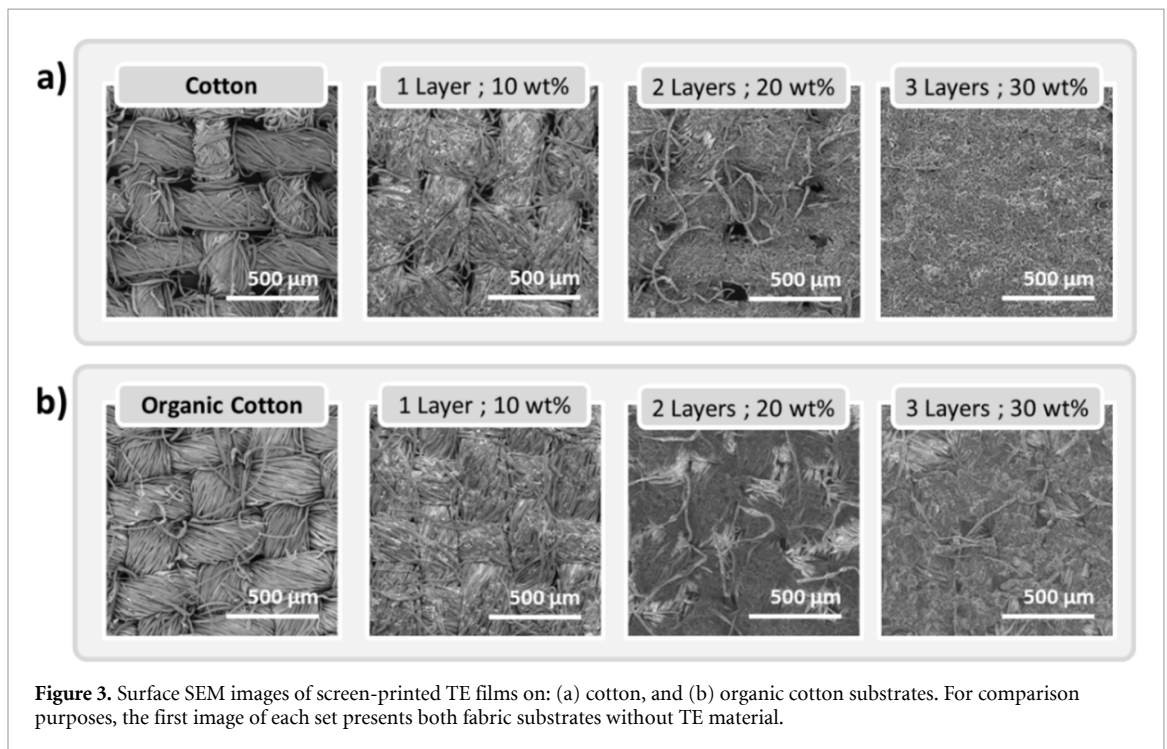 a)
Cotton
1 Layer ; 10 wt%
2 Layers ; 20 wt%
3 Layers ; 30 wt%
500 µm
500 µm
500 µm
500 µm
b)
Organic Cotton
1 Layer ; 10 wt%
2 Layers ; 20 wt%
3 Layers ; 30 wt%
500 µm
500 µm
500 µm
500 µm
Figure 3. Surface SEM images of screen-printed TE films on: (a) cotton, and (b) organic cotton substrates. For comparison
purposes, the first image of each set presents both fabric substrates without TE material.